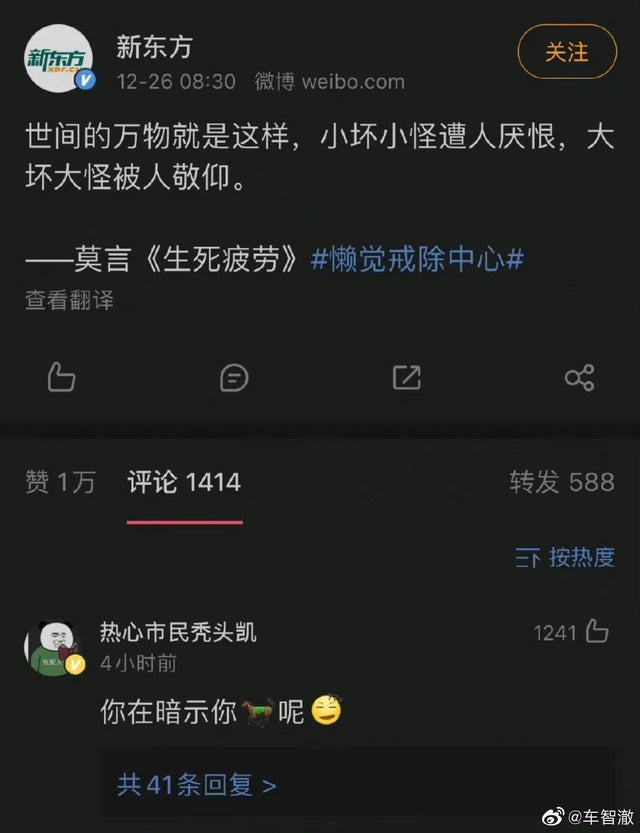 新东方
XDF.CN
新东方
关注
12-26 08:30 微博 weibo.com
世间的万物就是这样，小坏小怪遭人厌恨，大
坏大怪被人敬仰。
——莫言《生死疲劳》#懒觉戒除中心#
查看翻译
赞 1万 评论 1414 转发 588
按热度
热心市民秃头凯
1241
4小时前
你在暗示你🐎呢😄
共41条回复 >
@车智澈